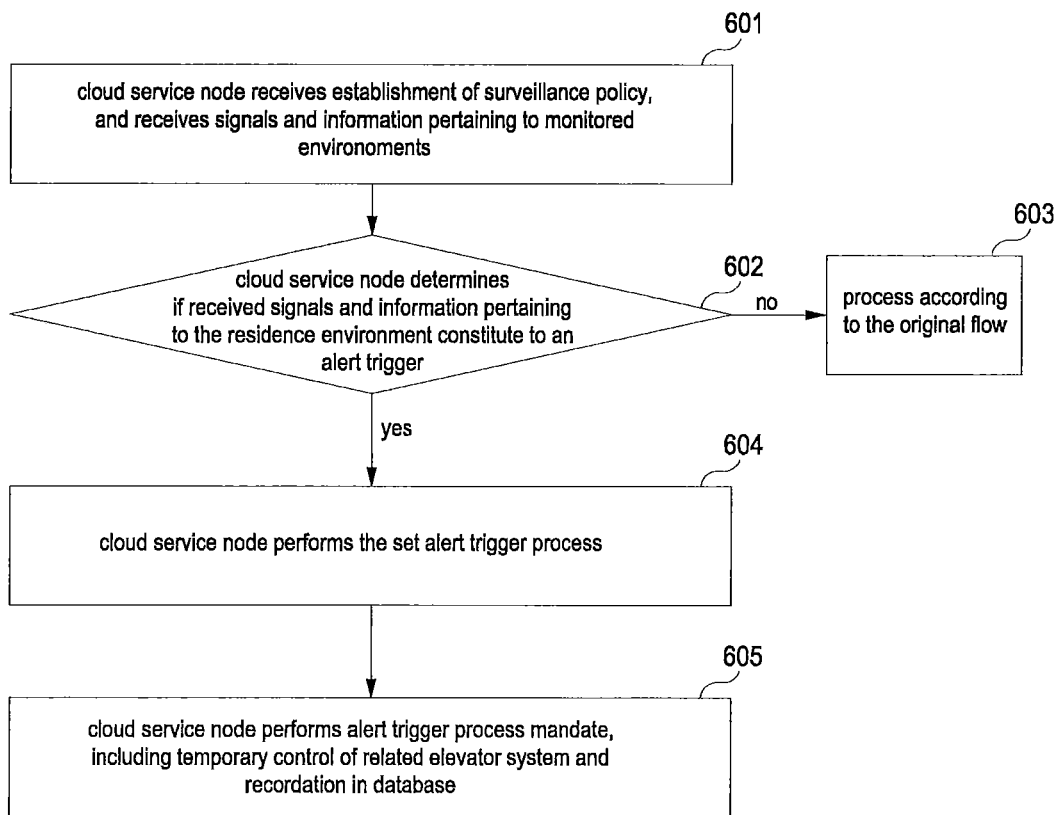 601
cloud service node receives establishment of surveillance policy,
and receives signals and information pertaining to monitored
environoments
602
cloud service node determines
if received signals and information pertaining
to the residence environment constitute to an
alert trigger
no
603
process according
to the original flow
yes
604
cloud service node performs the set alert trigger process
605
cloud service node performs alert trigger process mandate,
including temporary control of related elevator system and
recordation in database